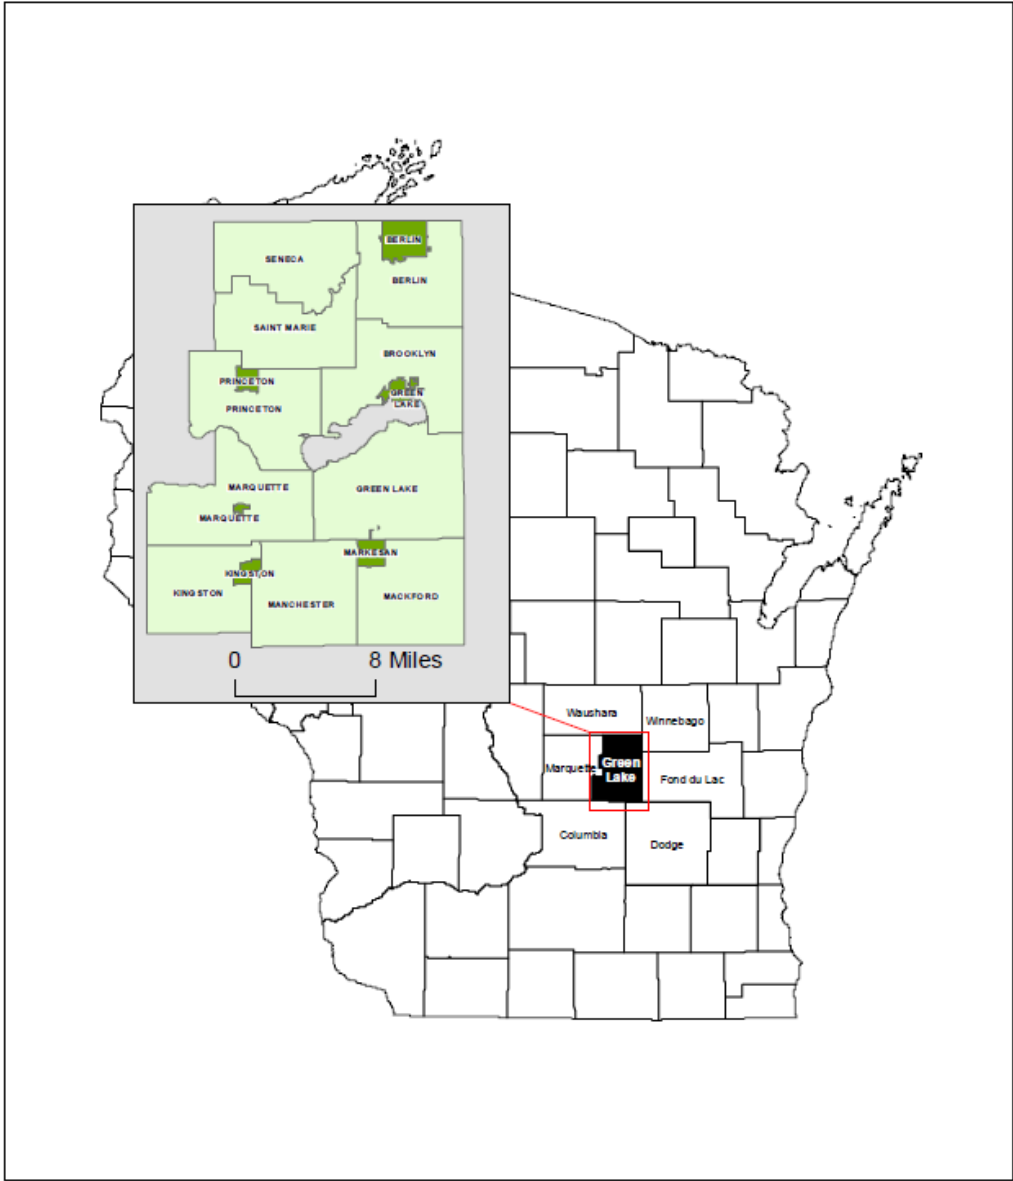 BERLIN
SENECA
BERLIN
SAINT MARIE
BROOKLYN
PRINCETON
GREEN
LAKE
PRINCETON
MARQUETTE
GREEN LAKE
MARQUETTE
MARKESAN
KINGSTON
KINGSTON
MANCHESTER
MACKFORD
0 8 Miles
Waushara
Winnebago
Marquette
Green
Lake
Fond du Lac
Columbia
Dodge